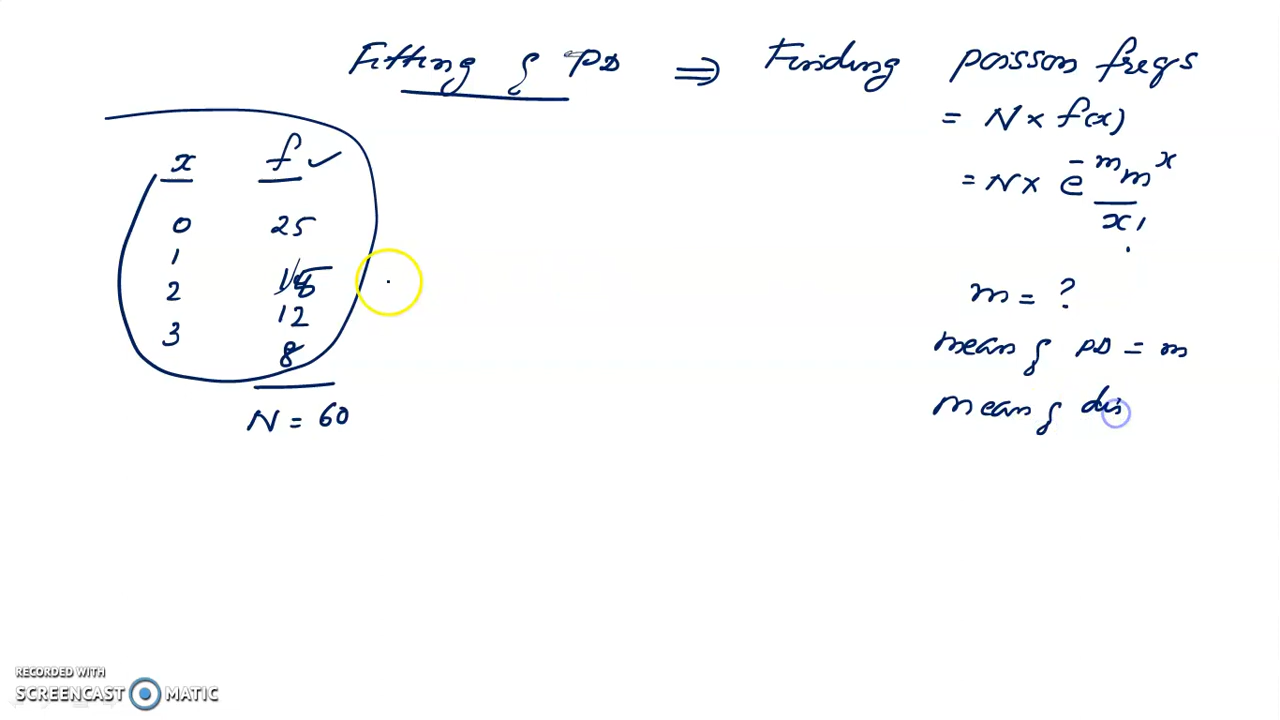 Fitting of PD ⇒ Finding poisson freqs
= N × f(x)
= N × e^-m m^x / x!
x f ✓
0 25
1
2 15
3 12
8
N = 60
m = ?
mean of PD = m
mean of dis
RECORDED WITH
SCREENCAST MATIC